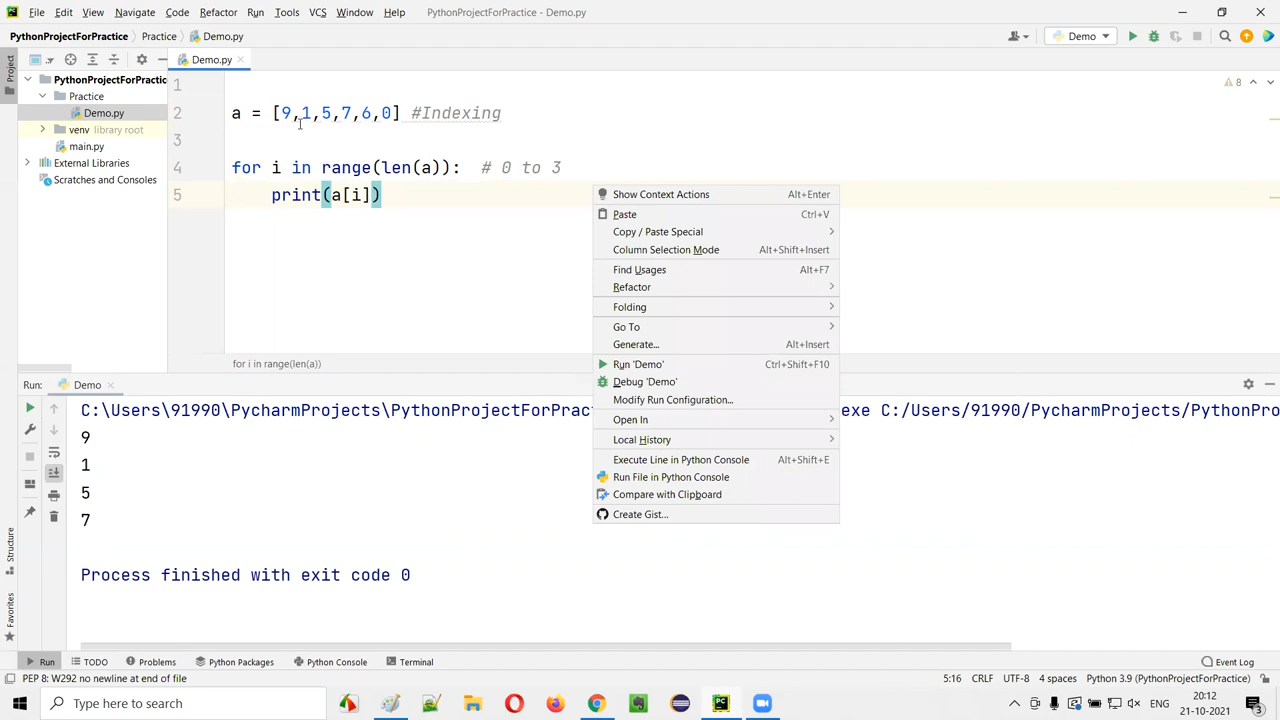 File Edit View Navigate Code Refactor Run Tools VCS Window Help PythonProjectForPractice - Demo.py
PythonProjectForPractice Practice Demo.py Demo
Project
Demo.py
PythonProjectForPractic
Practice
Demo.py
venv library root
main.py
External Libraries
Scratches and Consoles
1
2 a = [9,1,5,7,6,0] #Indexing
3
4 for i in range(len(a)): # 0 to 3
5 print(a[i])
8
for i in range(len(a))
Show Context Actions Alt+Enter
Paste Ctrl+V
Copy / Paste Special
Column Selection Mode Alt+Shift+Insert
Find Usages Alt+F7
Refactor
Folding
Go To
Generate... Alt+Insert
Run 'Demo' Ctrl+Shift+F10
Debug 'Demo'
Modify Run Configuration...
Open In
Local History
Execute Line in Python Console Alt+Shift+E
Run File in Python Console
Compare with Clipboard
Create Gist...
Run: Demo
C:\Users\91990\PycharmProjects\PythonProjectForPrac exe C:/Users/91990/PycharmProjects/PythonPro
9
1
5
7
Process finished with exit code 0
Structure
Favorites
Run TODO Problems Python Packages Python Console Terminal Event Log
PEP 8: W292 no newline at end of file 5:16 CRLF UTF-8 4 spaces Python 3.9 (PythonProjectForPractice)
Type here to search ENG 20:12
21-10-2021 3